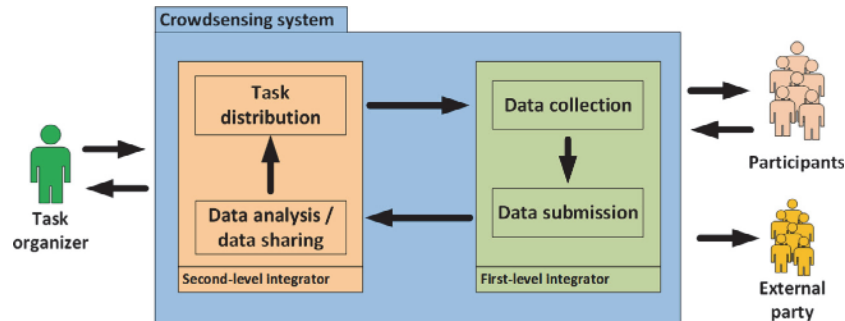 Crowdsensing system
Task
distribution
Data collection
Data analysis /
data sharing
Data submission
Second-level integrator
First-level integrator
Task
organizer
Participants
External
party